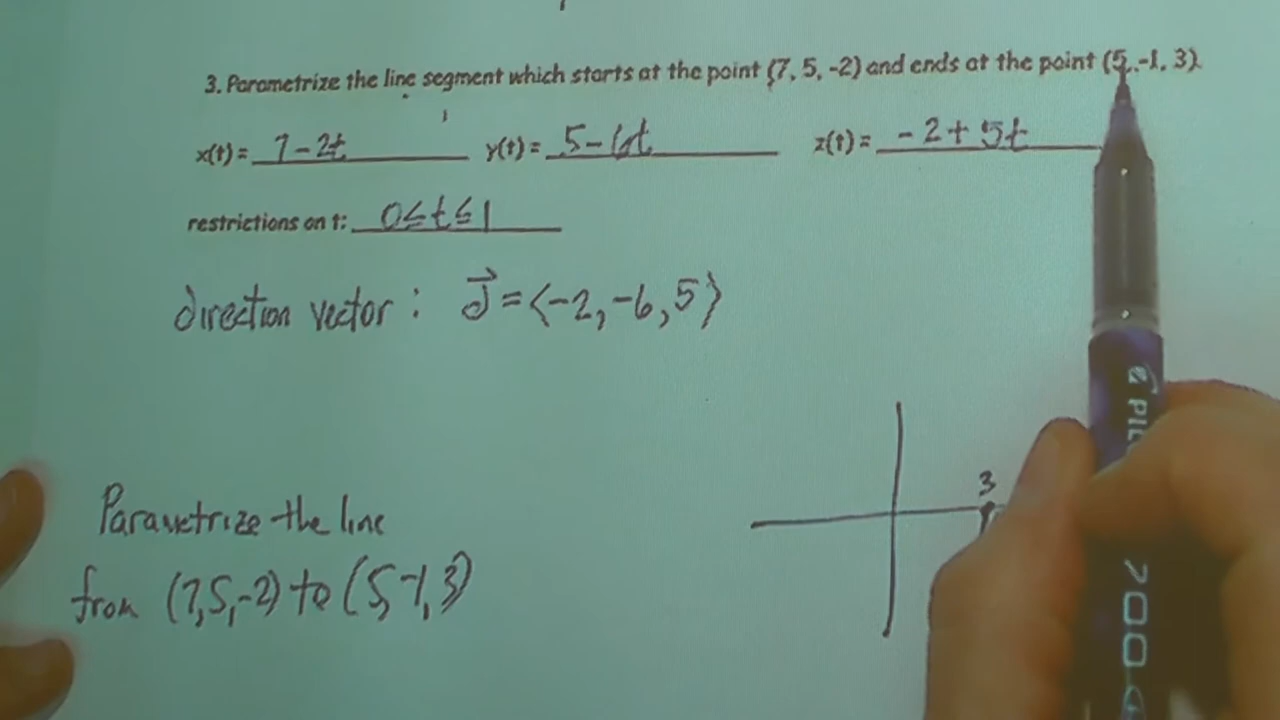 3. Parametrize the line segment which starts at the point (7, 5, -2) and ends at the point (5, -1, 3).
x(t) = 7-2t y(t) = 5-6t z(t) = -2+5t
restrictions on t: 0≤t≤1
direction vector: d⃗ = ⟨-2, -6, 5⟩
3
Parametrize the line
from (7,5,-2) to (5,-1,3)
PIL
700